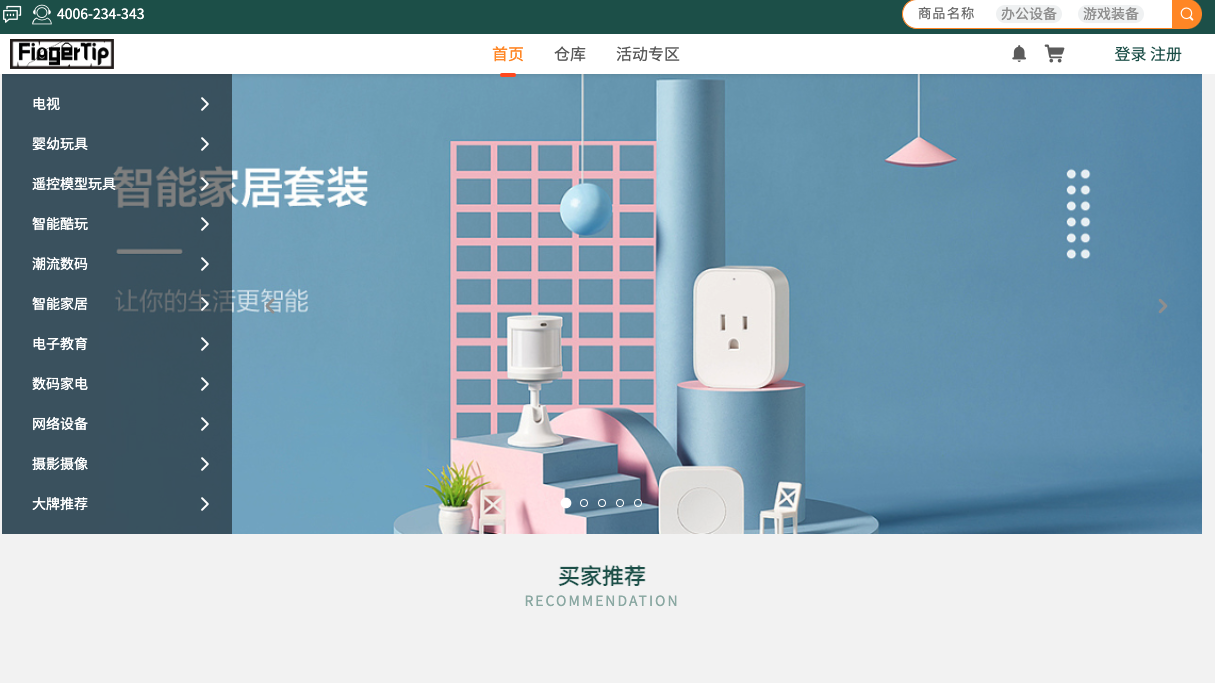 4006-234-343
商品名称 办公设备 游戏装备
FingerTip
首页 仓库 活动专区
登录 注册
电视
婴幼玩具
遥控模型玩具
智能酷玩
潮流数码
智能家居
电子教育
数码家电
网络设备
摄影摄像
大牌推荐
智能家居套装
让你的生活更智能
买家推荐
RECOMMENDATION